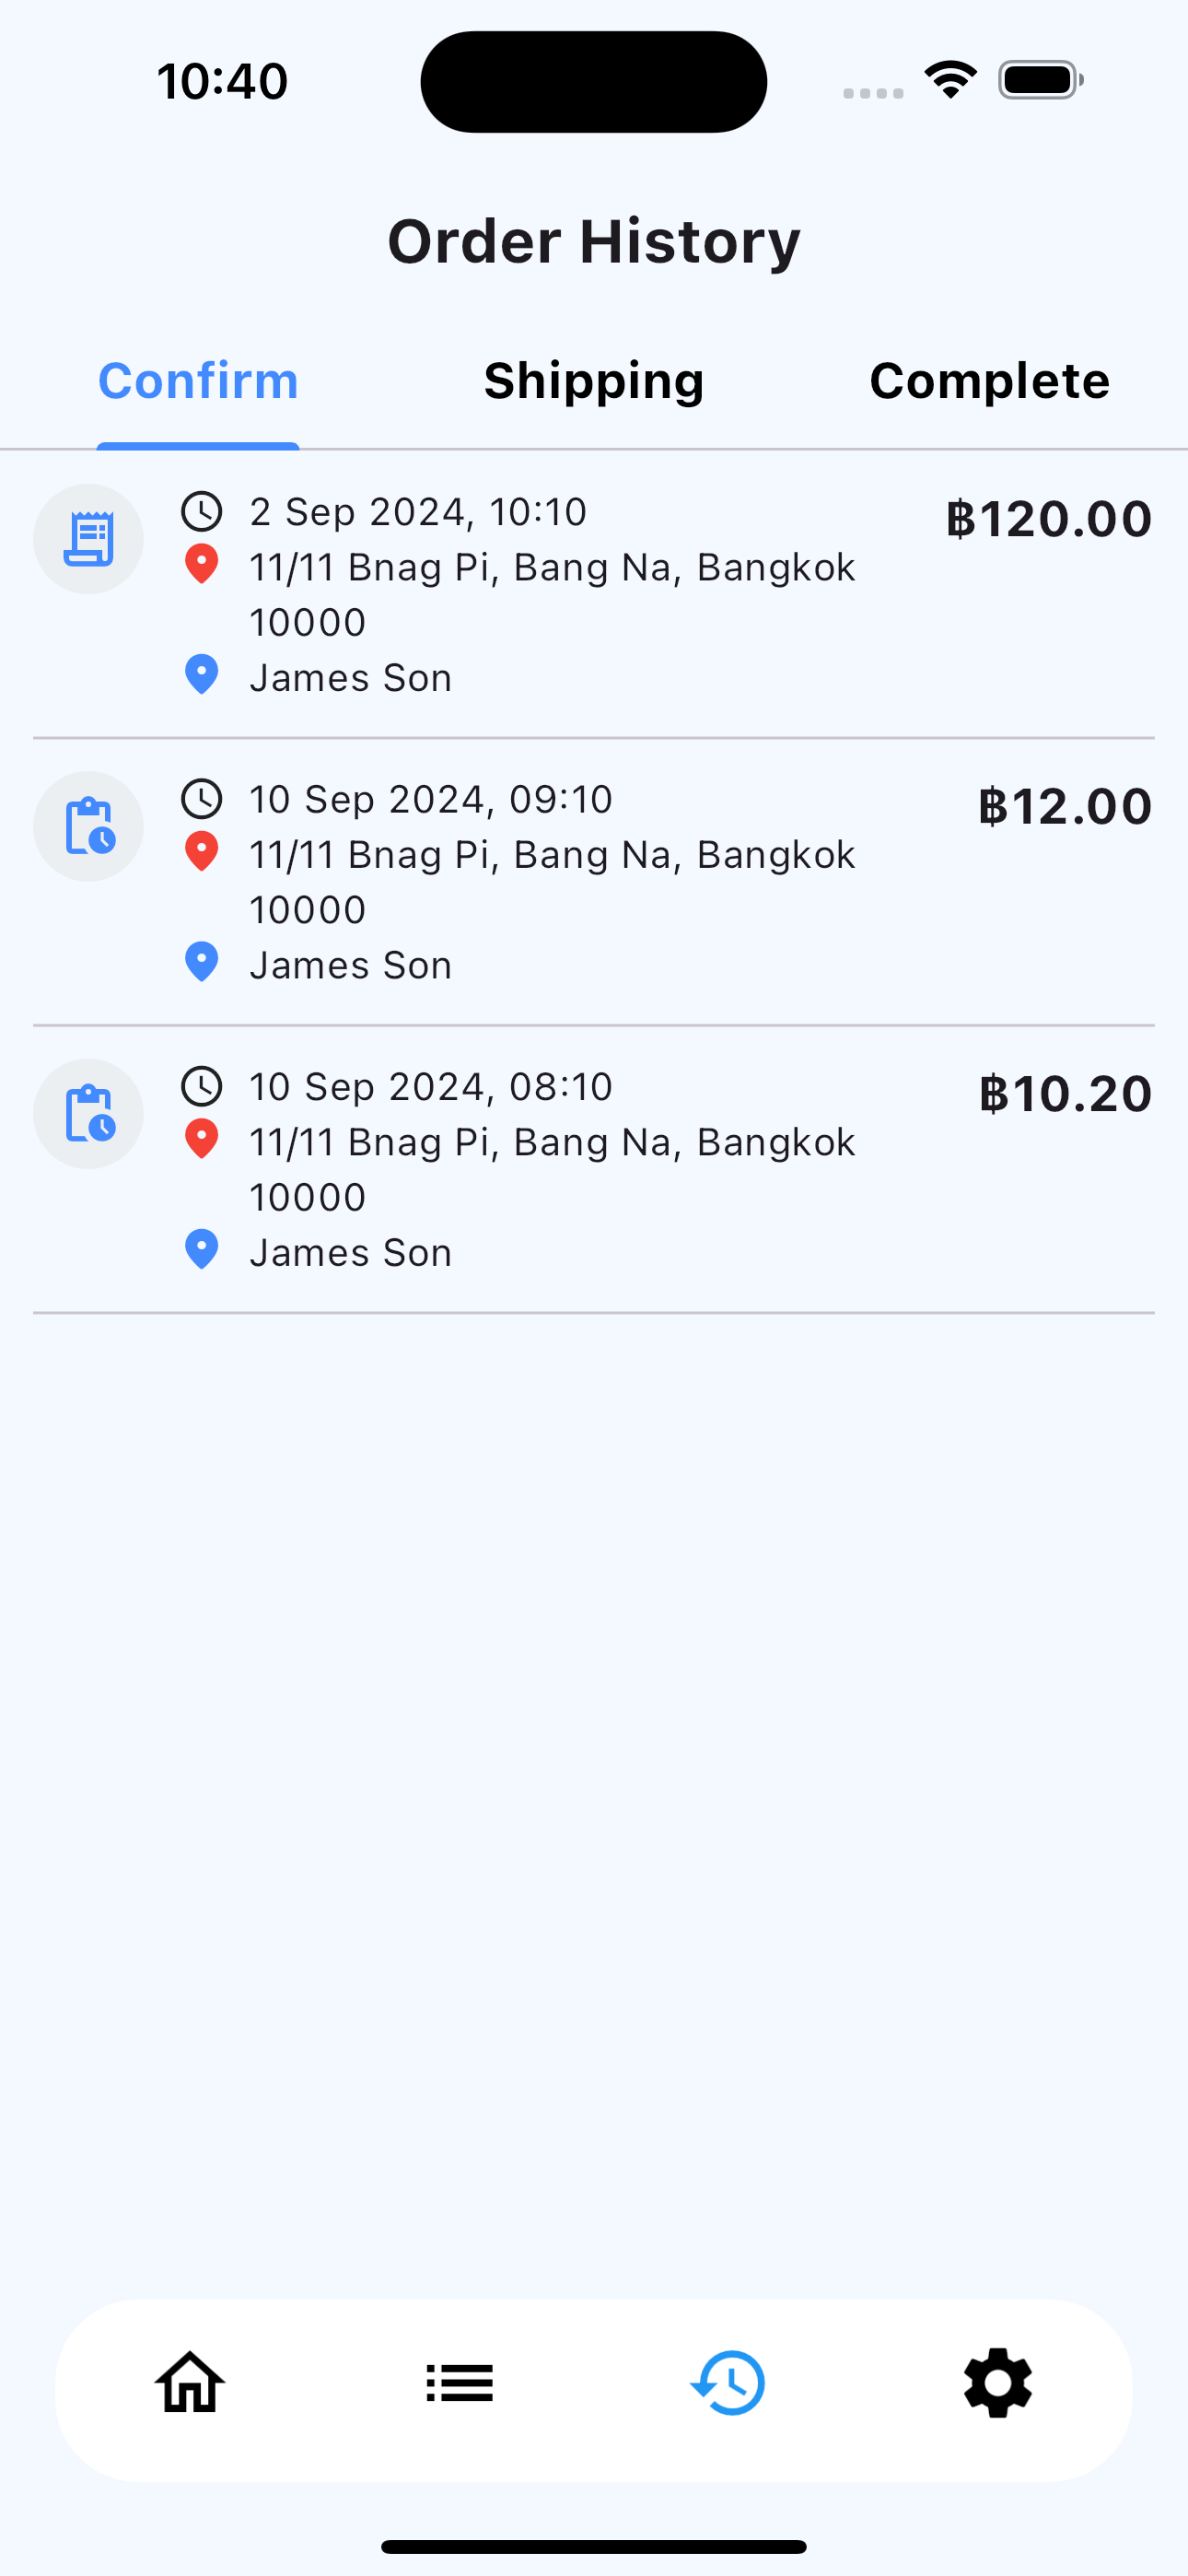 10:40
Order History
Confirm
Shipping
Complete
2 Sep 2024, 10:10
฿120.00
11/11 Bnag Pi, Bang Na, Bangkok
10000
James Son
10 Sep 2024, 09:10
฿12.00
11/11 Bnag Pi, Bang Na, Bangkok
10000
James Son
10 Sep 2024, 08:10
฿10.20
11/11 Bnag Pi, Bang Na, Bangkok
10000
James Son